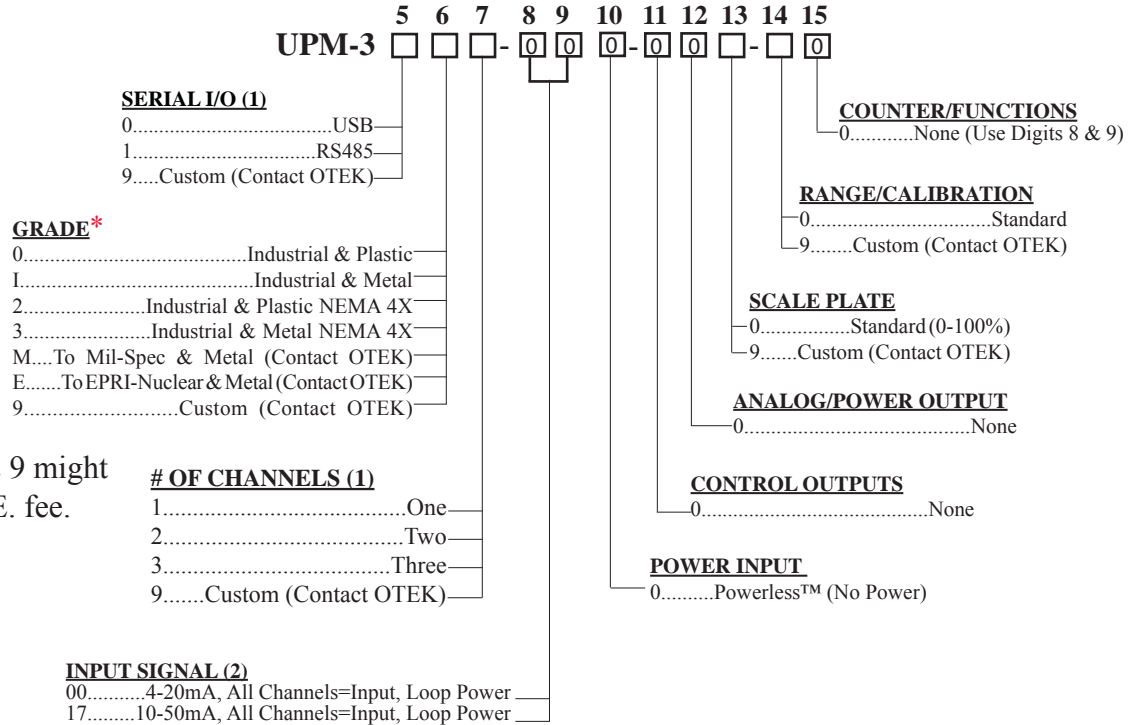 5 6 7 8 9 10 11 12 13 14 15
UPM-3 - 0 0 0 - 0 0 - 0
SERIAL I/O (1)
0................................USB
1..............................RS485
9.....Custom (Contact OTEK)
GRADE*
0.....................................Industrial & Plastic
I.......................................Industrial & Metal
2.....................Industrial & Plastic NEMA 4X
3......................Industrial & Metal NEMA 4X
M....To Mil-Spec & Metal (Contact OTEK)
E.......To EPRI-Nuclear & Metal (Contact OTEK)
9..........................Custom (Contact OTEK)
9 might
E. fee.
# OF CHANNELS (1)
1........................................One
2........................................Two
3......................................Three
9.......Custom (Contact OTEK)
INPUT SIGNAL (2)
00...........4-20mA, All Channels=Input, Loop Power
17.........10-50mA, All Channels=Input, Loop Power
COUNTER/FUNCTIONS
0............None (Use Digits 8 & 9)
RANGE/CALIBRATION
0...............................Standard
9........Custom (Contact OTEK)
SCALE PLATE
0................Standard (0-100%)
9.......Custom (Contact OTEK)
ANALOG/POWER OUTPUT
0.....................................None
CONTROL OUTPUTS
0.....................................None
POWER INPUT
0..........Powerless™ (No Power)